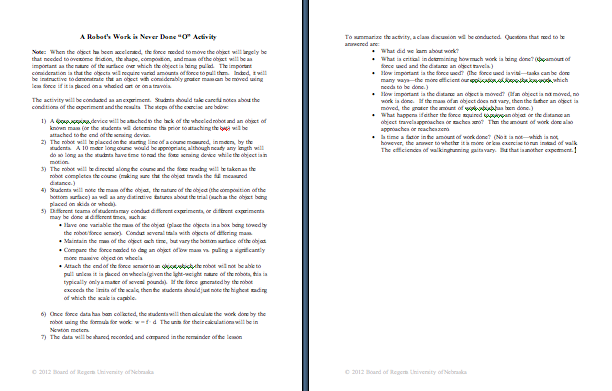 A Robot's Work is Never Done "O" Activity
Note: When the object has been accelerated, the force needed to move the object will largely be
that needed to overcome friction, the shape, composition, and mass of the object will be as
important as the nature of the surface over which the object is being pulled. The important
consideration is that the objects will require varied amounts of force to pull them. Indeed, it will
be instructive to demonstrate that an object with considerably greater mass can be moved using
less force if it is placed on a wheeled cart or on a travois.
The activity will be conducted as an experiment. Students should take careful notes about the
conditions of the experiment and the results. The steps of the exercise are below:
1) A force sensing device will be attached to the back of the wheeled robot and an object of
known mass (or the students will determine this prior to attaching the will be
attached to the end of the sensing device.
2) The robot will be placed on the starting line of a course measured, in meters, by the
students. A 10 meter long course would be appropriate, although nearly any length will
do so long as the students have time to read the force sensing device while the object is in
motion.
3) The robot will be directed along the course and the force reading will be taken as the
robot completes the course (making sure that the object travels the full measured
distance.)
4) Students will note the mass of the object, the nature of the object (the composition of the
bottom surface) as well as any distinctive features about the trial (such as the object being
placed on skids or wheels).
5) Different teams of students may conduct different experiments, or different experiments
may be done at different times, such as:
• Have one variable the mass of the object (place the objects in a box being towed by
the robot/force sensor). Conduct several trials with objects of differing mass.
• Maintain the mass of the object each time, but vary the bottom surface of the object.
• Compare the force needed to drag an object of low mass vs. pulling a significantly
more massive object on wheels.
• Attach the end of the force sensor to an object which the robot will not be able to
pull unless it is placed on wheels (given the light-weight nature of the robots, this is
typically only a matter of several pounds). If the force generated by the robot
exceeds the limits of the scale, then the students should just note the highest reading
of which the scale is capable.
6) Once force data has been collected, the students will then calculate the work done by the
robot using the formula for work: w = f · d The units for their calculations will be in
Newton meters.
7) The data will be shared, recorded, and compared in the remainder of the lesson
© 2012 Board of Regents University of Nebraska
To summarize the activity, a class discussion will be conducted. Questions that need to be
answered are:
• What did we learn about work?
• What is critical in determining how much work is being done? (the amount of
force used and the distance an object travels.)
• How important is the force used? (The force used is vital—tasks can be done
many ways—the more efficient our application of force the less work which
needs to be done.)
• How important is the distance an object is moved? (If an object is not moved, no
work is done. If the mass of an object does not vary, then the farther an object is
moved, the greater the amount of work which has been done.)
• What happens if either the force required to move an object or the distance an
object travels approaches or reaches zero? Then the amount of work done also
approaches or reaches zero
• Is time a factor in the amount of work done? (No it is not—which is not,
however, the answer to whether it is more or less exercise to run instead of walk.
The efficiencies of walking/running gaits vary. But that is another experiment.)
© 2012 Board of Regents University of Nebraska